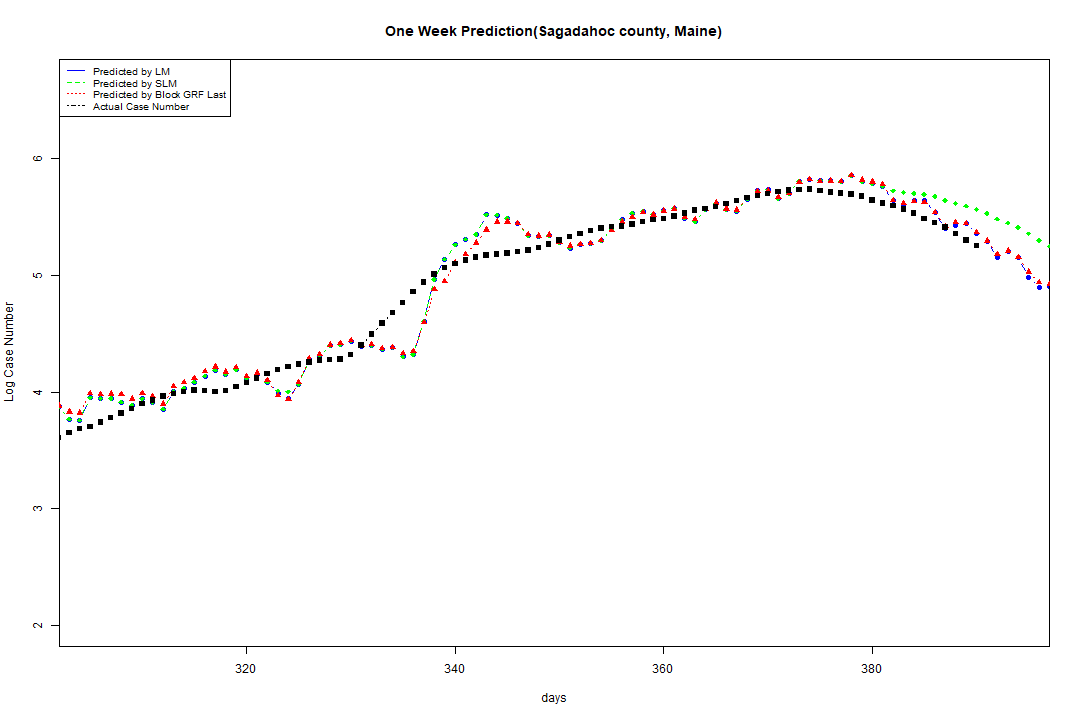 One Week Prediction(Sagadahoc county, Maine)
Predicted by LM
Predicted by SLM
Predicted by Block GRF Last
Actual Case Number
6
5
4
3
2
Log Case Number
320 340 360 380
days